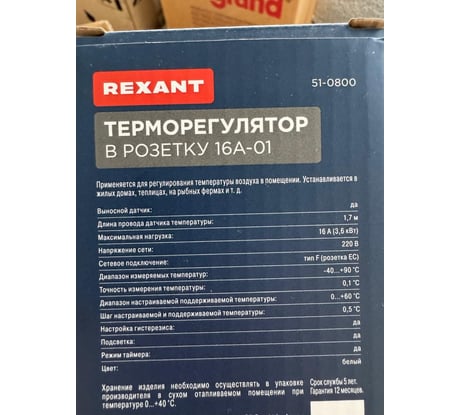 grand
REXANT
51-0800
ТЕРМОРЕГУЛЯТОР
В РОЗЕТКУ 16А-01
Применяется для регулирования температуры воздуха в помещении. Устанавливается в
жилых домах, теплицах, на рыбных фермах и т. д.
Выносной датчик: да
Длина провода датчика температуры: 1,7 м
Максимальная нагрузка: 16 А (3,6 кВт)
Напряжение сети: 220 В
Сетевое подключение: тип F (розетка ЕС)
Диапазон измеряемых температур: -40...+90 °С
Точность измерения температуры: 0,1 °С
Диапазон настраиваемой поддерживаемой температуры: 0...+60 °С
Шаг настраиваемой и поддерживаемой температуры: 0,5 °С
Настройка гистерезиса: да
Подсветка: да
Режим таймера: да
Цвет: белый
Хранение изделия необходимо осуществлять в упаковке
производителя в сухом отапливаемом помещении при
температуре 0...+40 °С.
Срок службы 5 лет.
Гарантия 12 месяцев.